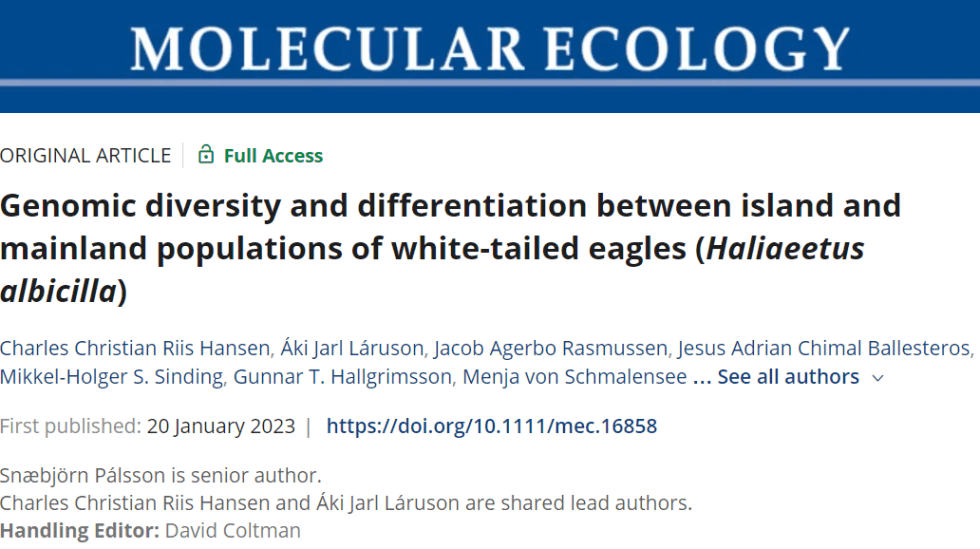 MOLECULAR ECOLOGY
ORIGINAL ARTICLE | Full Access
Genomic diversity and differentiation between island and
mainland populations of white-tailed eagles (Haliaeetus
albicilla)
Charles Christian Riis Hansen, Áki Jarl Láruson, Jacob Agerbo Rasmussen, Jesus Adrian Chimal Ballesteros,
Mikkel-Holger S. Sinding, Gunnar T. Hallgrimsson, Menja von Schmalensee ... See all authors
First published: 20 January 2023 | https://doi.org/10.1111/mec.16858
Snæbjörn Pálsson is senior author.
Charles Christian Riis Hansen and Áki Jarl Láruson are shared lead authors.
Handling Editor: David Coltman